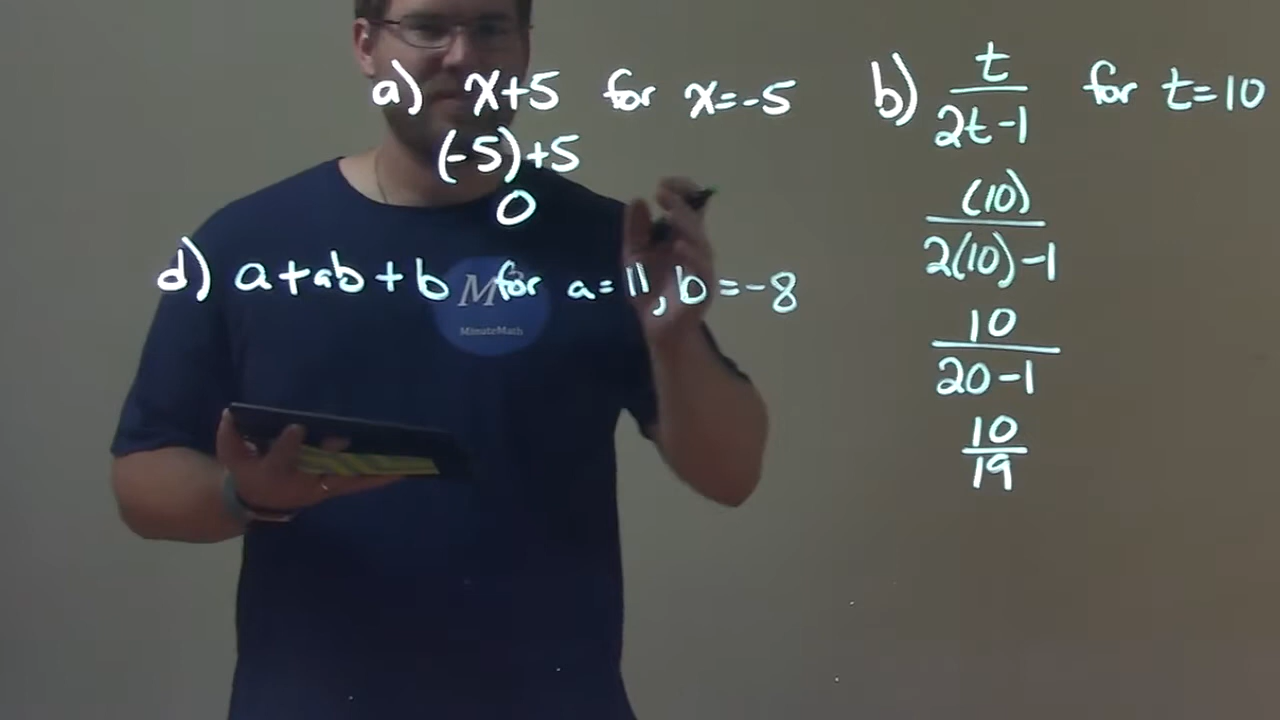 a) x+5 for x=-5
(-5)+5
0
d) a+ab+b for a=11, b=-8
M
MinuteMath
b) t/2t-1 for t=10
(10)/2(10)-1
10/20-1
10/19